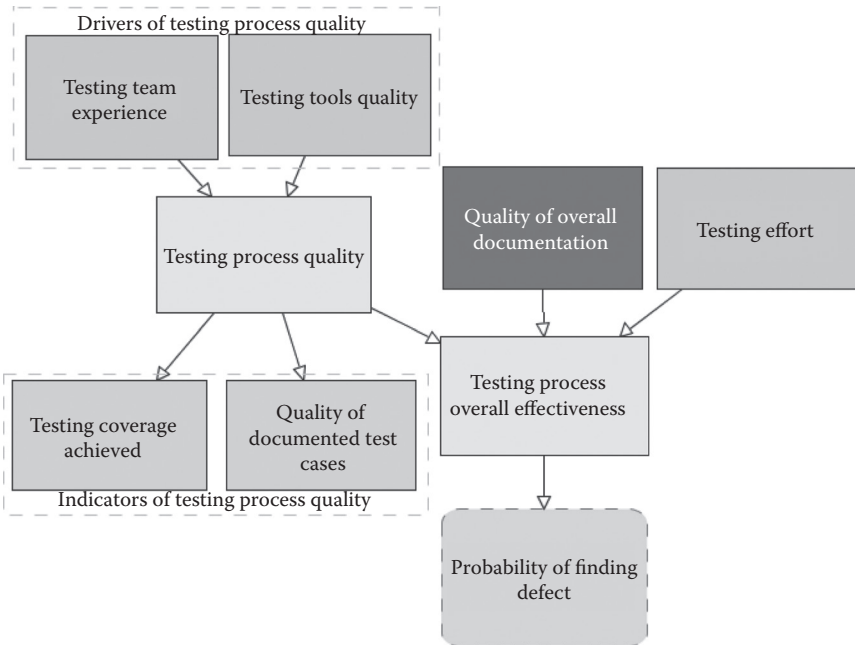 Drivers of testing process quality
Testing team
experience
Testing tools quality
Quality of overall
documentation
Testing effort
Testing process quality
Testing process
overall effectiveness
Testing coverage
achieved
Quality of
documented test
cases
Indicators of testing process quality
Probability of finding
defect